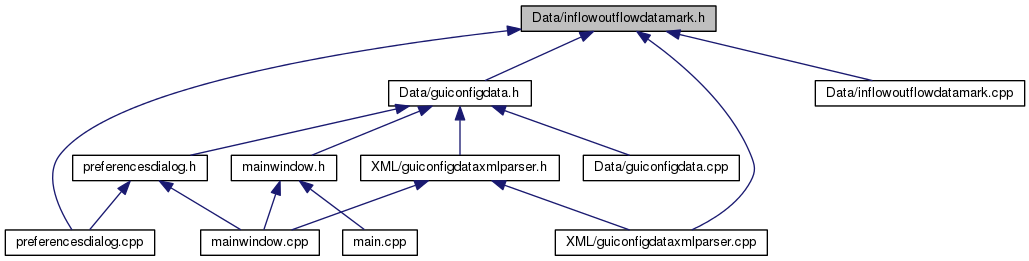 Data/inflowoutflowdatamark.h
Data/guiconfigdata.h
Data/inflowoutflowdatamark.cpp
preferencesdialog.h
mainwindow.h
XML/guiconfigdataxmlparser.h
Data/guiconfigdata.cpp
preferencesdialog.cpp
mainwindow.cpp
main.cpp
XML/guiconfigdataxmlparser.cpp